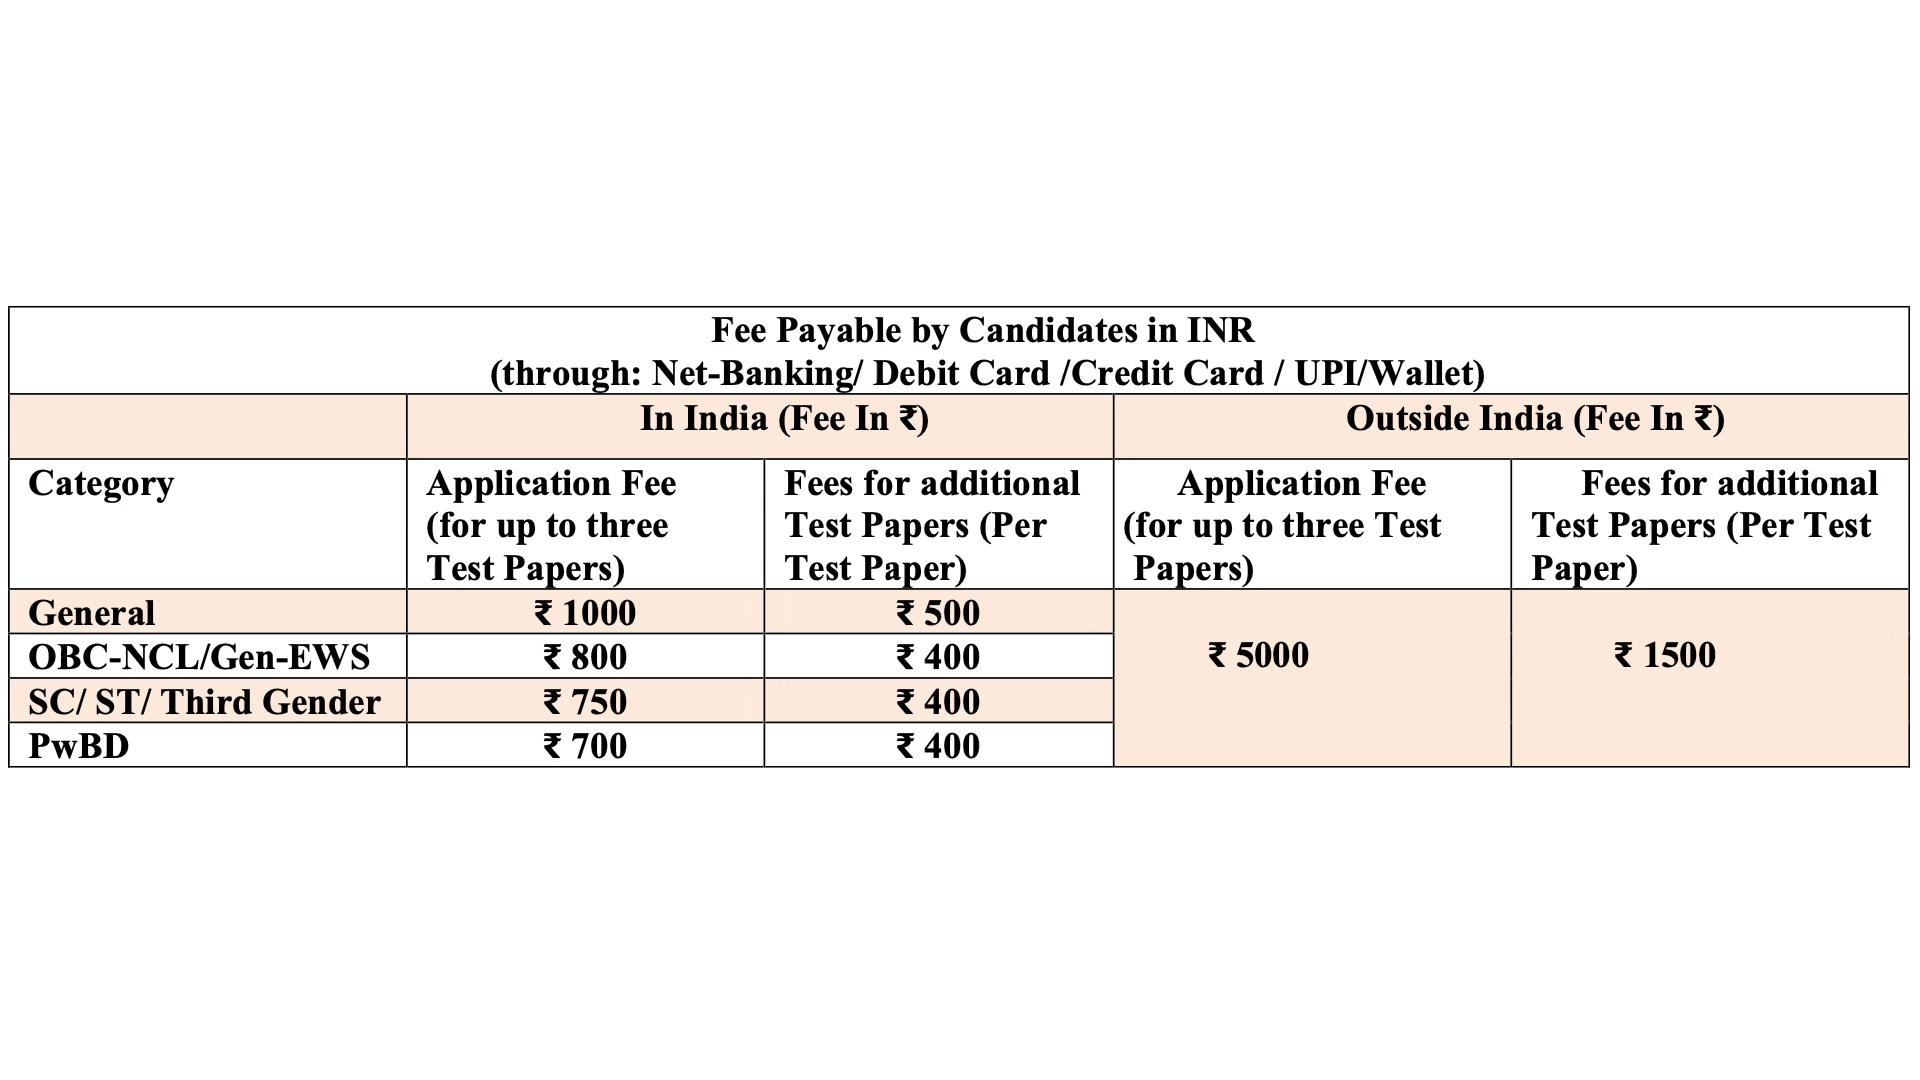 Fee Payable by Candidates in INR
(through: Net-Banking/ Debit Card /Credit Card / UPI/Wallet)
In India (Fee In ₹)
Outside India (Fee In ₹)
Category
Application Fee
(for up to three
Test Papers)
Fees for additional
Test Papers (Per
Test Paper)
Application Fee
(for up to three Test
Papers)
Fees for additional
Test Papers (Per Test
Paper)
General
₹ 1000
₹ 500
OBC-NCL/Gen-EWS
₹ 800
₹ 400
₹ 5000
₹ 1500
SC/ ST/ Third Gender
₹ 750
₹ 400
PwBD
₹ 700
₹ 400